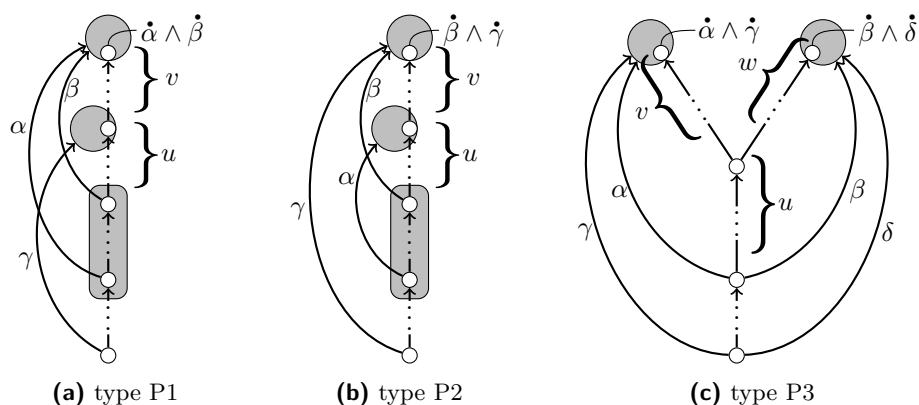 α̇ ∧ β̇
β̇ ∧ γ̇
α̇ ∧ γ̇
β̇ ∧ δ̇
β
v
α
u
γ
β
v
α
u
γ
v
w
u
α
β
γ
δ
(a) type P1
(b) type P2
(c) type P3